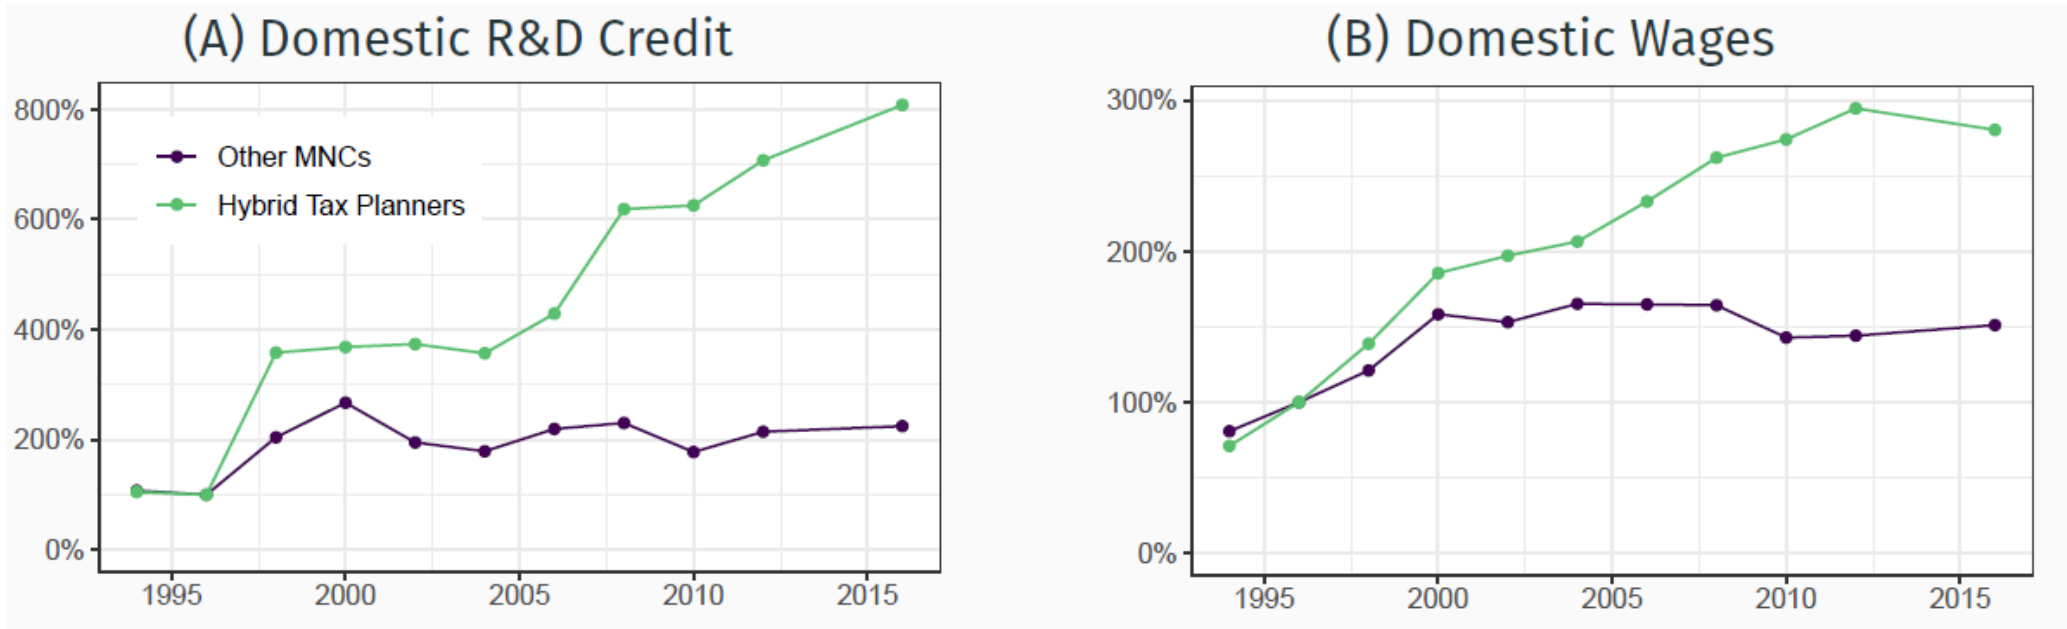 (A) Domestic R&D Credit
800%
600%
400%
200%
0%
Other MNCs
Hybrid Tax Planners
1995 2000 2005 2010 2015
(B) Domestic Wages
300%
200%
100%
0%
1995 2000 2005 2010 2015